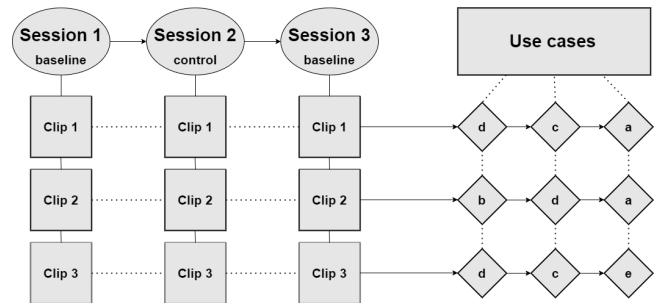 Session 1
baseline
Session 2
control
Session 3
baseline
Use cases
Clip 1
Clip 1
Clip 1
d
c
a
Clip 2
Clip 2
Clip 2
b
d
a
Clip 3
Clip 3
Clip 3
d
c
e